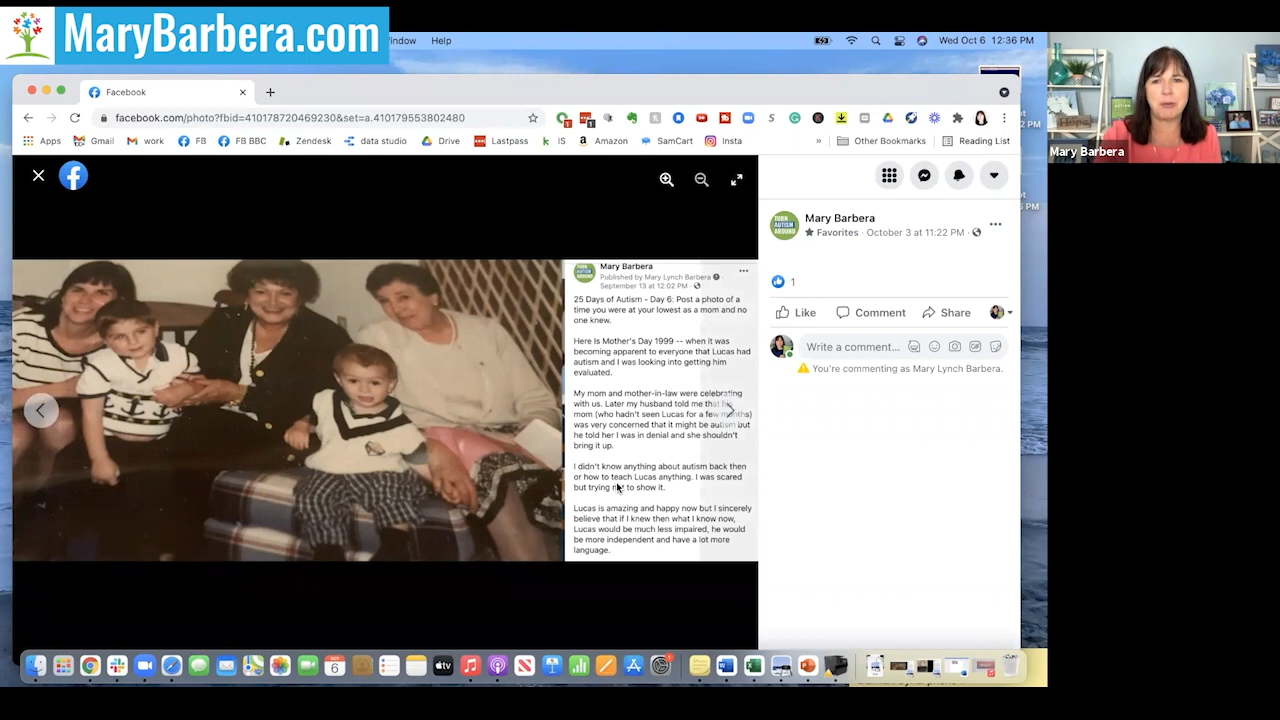 MaryBarbera.com
indow Help
Wed Oct 6 12:36 PM
Facebook
facebook.com/photo?fbid=410178720469230&set=a.410179553302480
Apps Gmail work FB FB BBC Zendesk data studio Drive Lastpass IS Amazon SamCart Insta » Other Bookmarks Reading List
Mary Barbera
TURN AUTISM AROUND
Mary Barbera
Favorites · October 3 at 11:22 PM
1
Like Comment Share
Write a comment...
You're commenting as Mary Lynch Barbera.
Mary Barbera
Published by Mary Lynch Barbera
September 13 at 12:02 PM
25 Days of Autism - Day 6: Post a photo of a
time you were at your lowest as a mom and no
one knew.
Here Is Mother's Day 1999 -- when it was
becoming apparent to everyone that Lucas had
autism and I was looking into getting him
evaluated.
My mom and mother-in-law were celebrating
with us. Later my husband told me that his
mom (who hadn't seen Lucas for a few months)
was very concerned that it might be autism but
he told her I was in denial and she shouldn't
bring it up.
I didn't know anything about autism back then
or how to teach Lucas anything. I was scared
but trying not to show it.
Lucas is amazing and happy now but I sincerely
believe that if I knew then what I know now,
Lucas would be much less impaired, he would
be more independent and have a lot more
language.